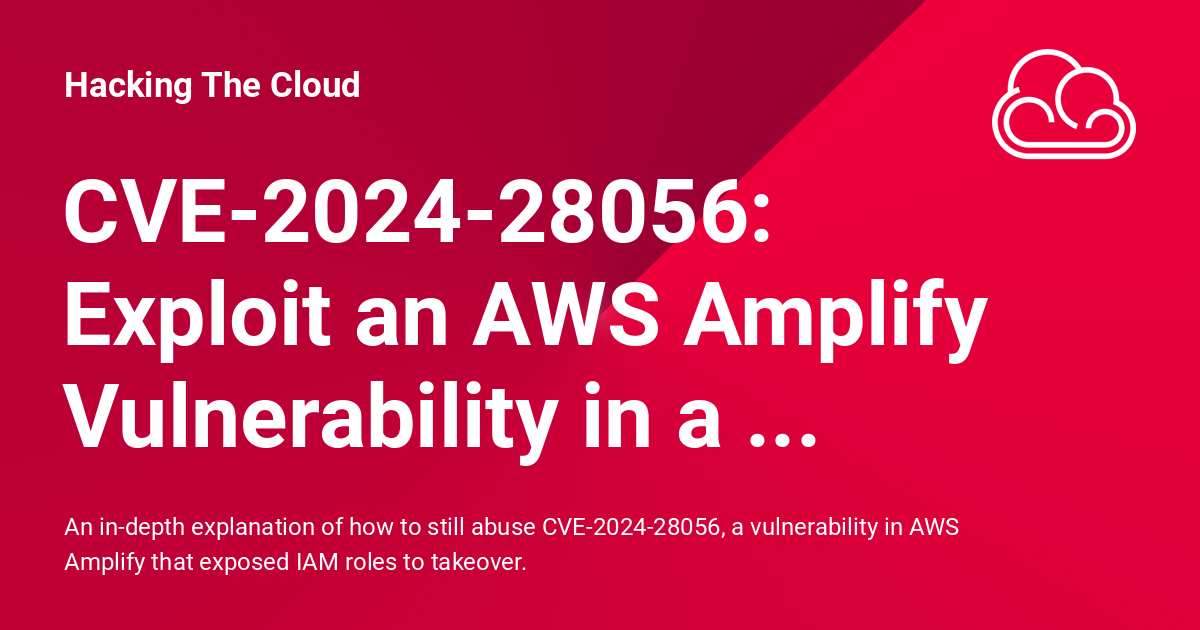 Hacking The Cloud
CVE-2024-28056:
Exploit an AWS Amplify
Vulnerability in a ...
An in-depth explanation of how to still abuse CVE-2024-28056, a vulnerability in AWS
Amplify that exposed IAM roles to takeover.